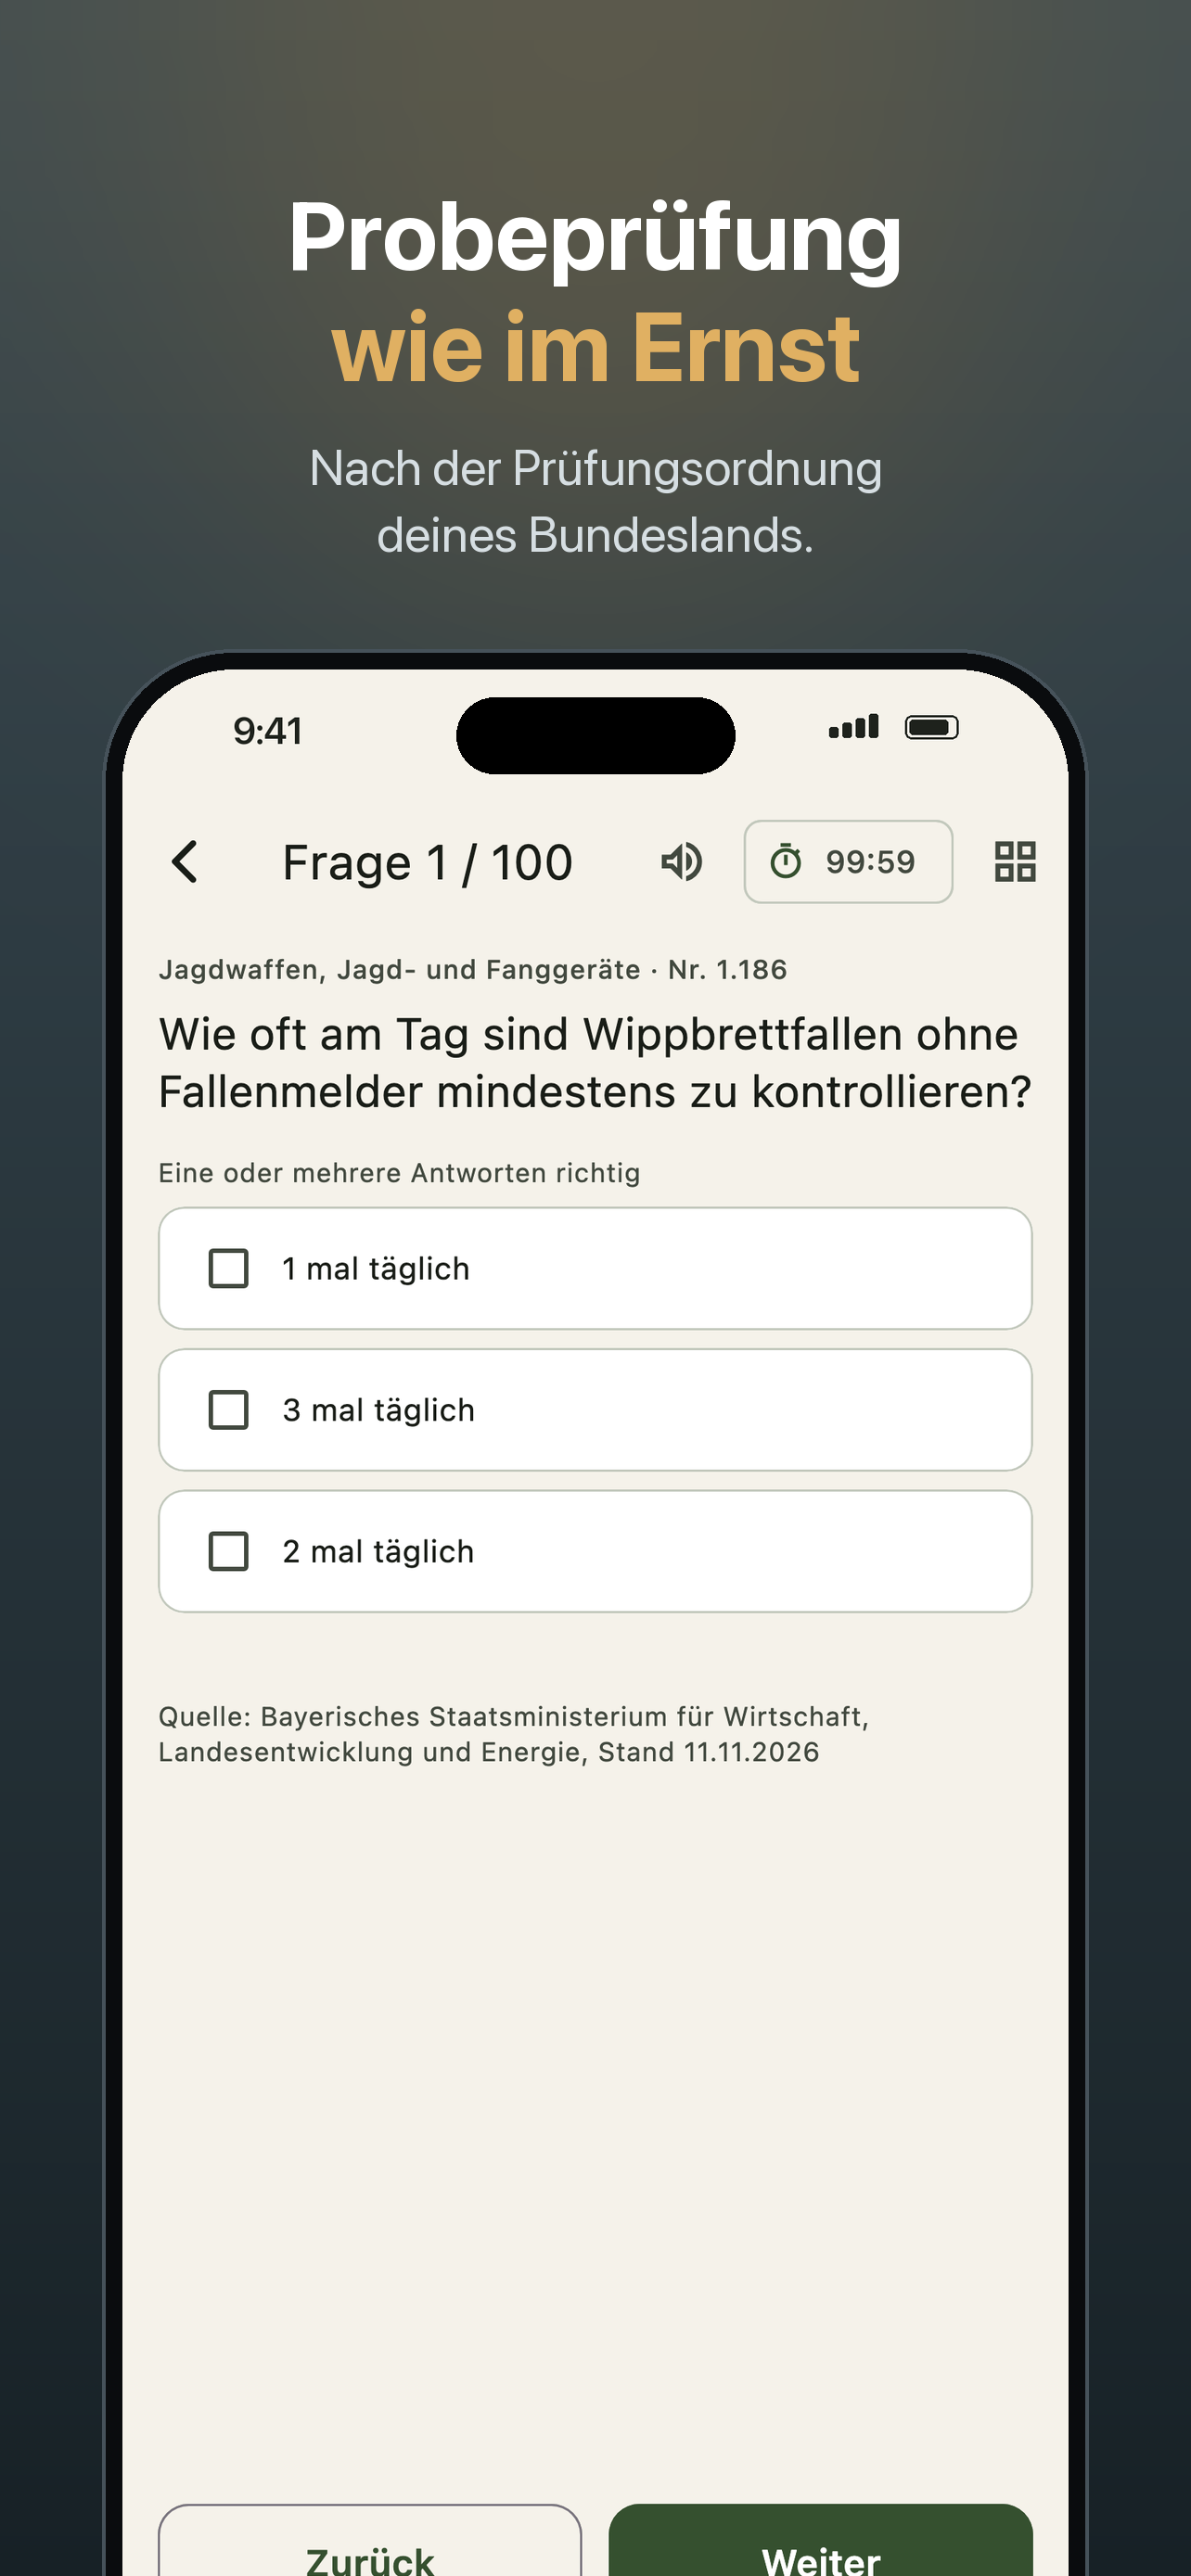 Probeprüfung
wie im Ernst
Nach der Prüfungsordnung
deines Bundeslands.
9:41
Frage 1 / 100
99:59
Jagdwaffen, Jagd- und Fanggeräte · Nr. 1.186
Wie oft am Tag sind Wippbrettfallen ohne
Fallenmelder mindestens zu kontrollieren?
Eine oder mehrere Antworten richtig
1 mal täglich
3 mal täglich
2 mal täglich
Quelle: Bayerisches Staatsministerium für Wirtschaft,
Landesentwicklung und Energie, Stand 11.11.2026
Zurück
Weiter